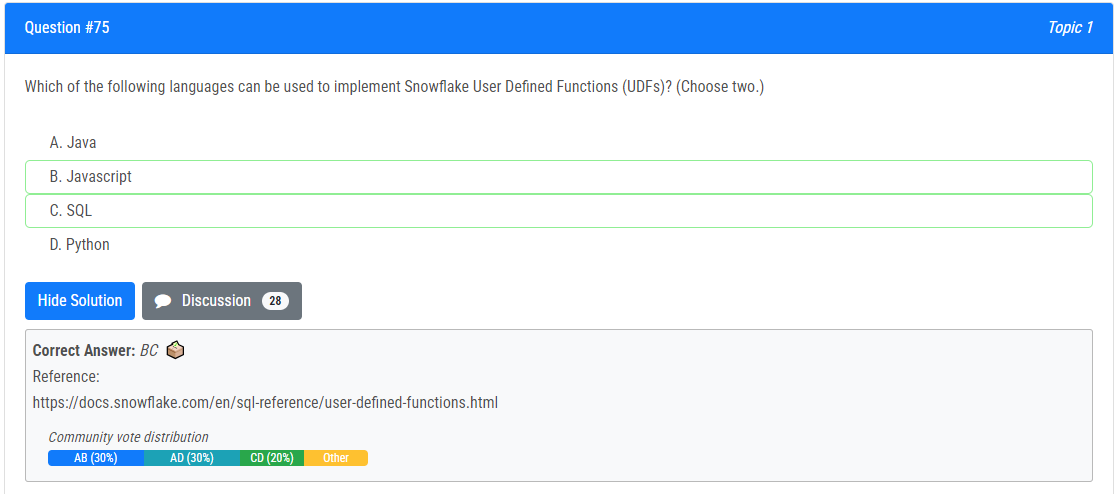 Question #75
Topic 1
Which of the following languages can be used to implement Snowflake User Defined Functions (UDFs)? (Choose two.)
A. Java
B. Javascript
C. SQL
D. Python
Hide Solution
Discussion 28
Correct Answer: BC
Reference:
https://docs.snowflake.com/en/sql-reference/user-defined-functions.html
Community vote distribution
AB (30%) AD (30%) CD (20%) Other